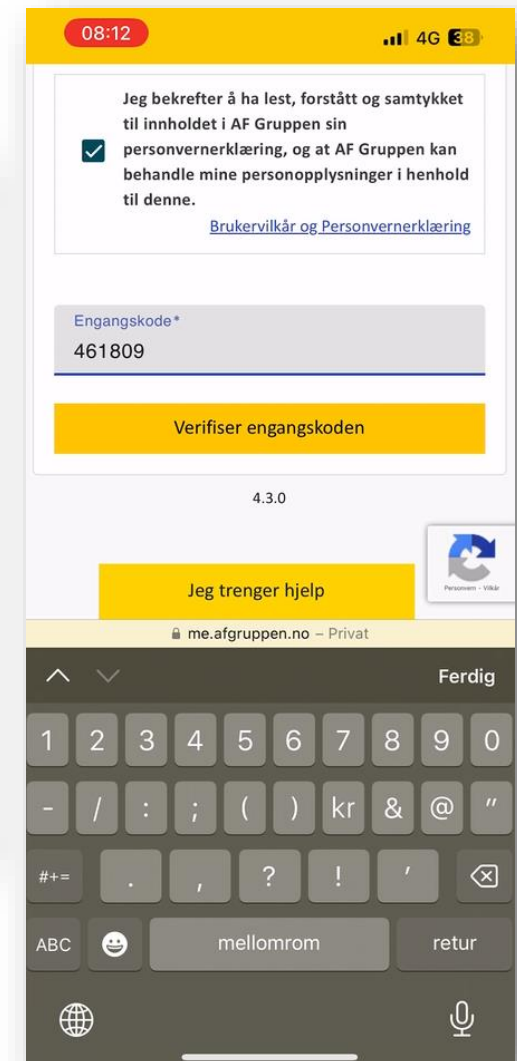 08:12
4G 38
Jeg bekrefter å ha lest, forstått og samtykket
til innholdet i AF Gruppen sin
personvernerklæring, og at AF Gruppen kan
behandle mine personopplysninger i henhold
til denne.
Brukervilkår og Personvernerklæring
Engangskode*
461809
Verifiser engangskoden
4.3.0
Personvern - Vilkår
Jeg trenger hjelp
me.afgruppen.no – Privat
Ferdig
1 2 3 4 5 6 7 8 9 0
- / : ; ( ) kr & @ "
#+= . , ? ! ' 
ABC mellomrom retur